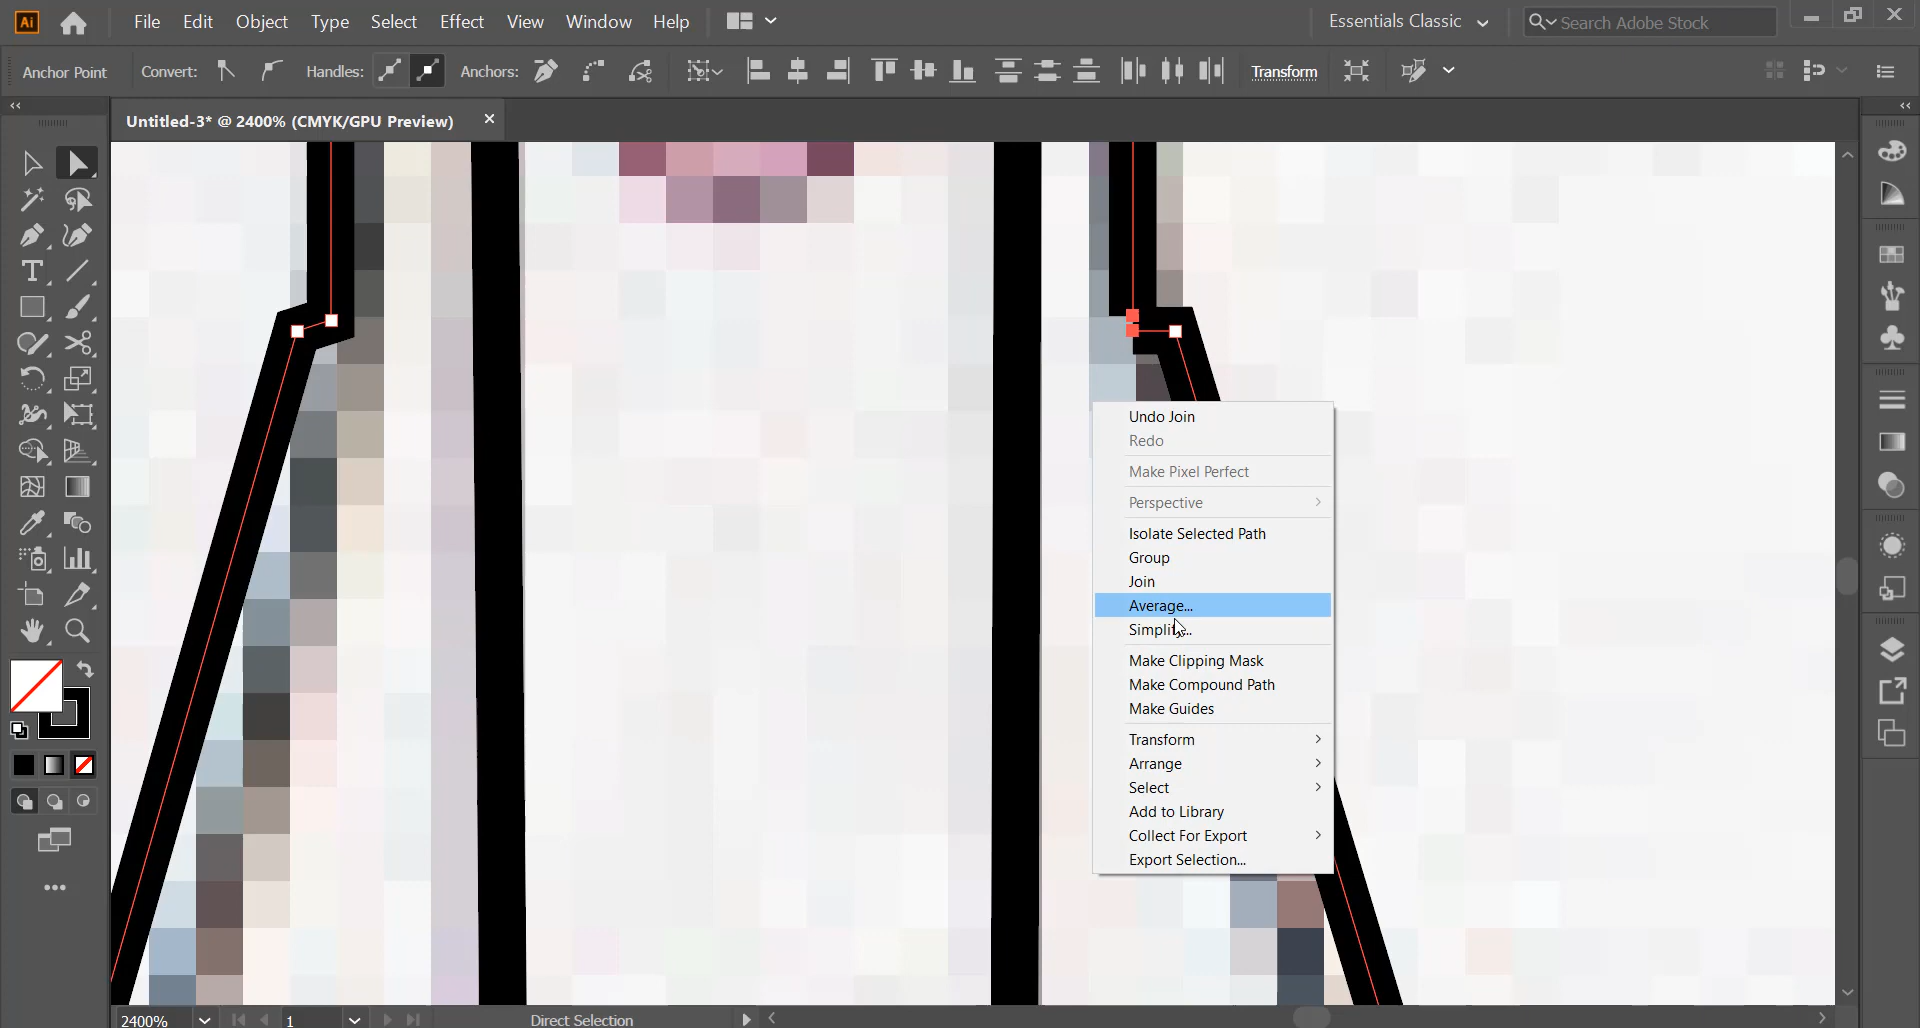 Ai File Edit Object Type Select Effect View Window Help Essentials Classic Search Adobe Stock
Anchor Point Convert: Handles: Anchors: Transform
Untitled-3* @ 2400% (CMYK/GPU Preview)
Undo Join
Redo
Make Pixel Perfect
Perspective
Isolate Selected Path
Group
Join
Average...
Simplify...
Make Clipping Mask
Make Compound Path
Make Guides
Transform
Arrange
Select
Add to Library
Collect For Export
Export Selection...
2400% 1 Direct Selection